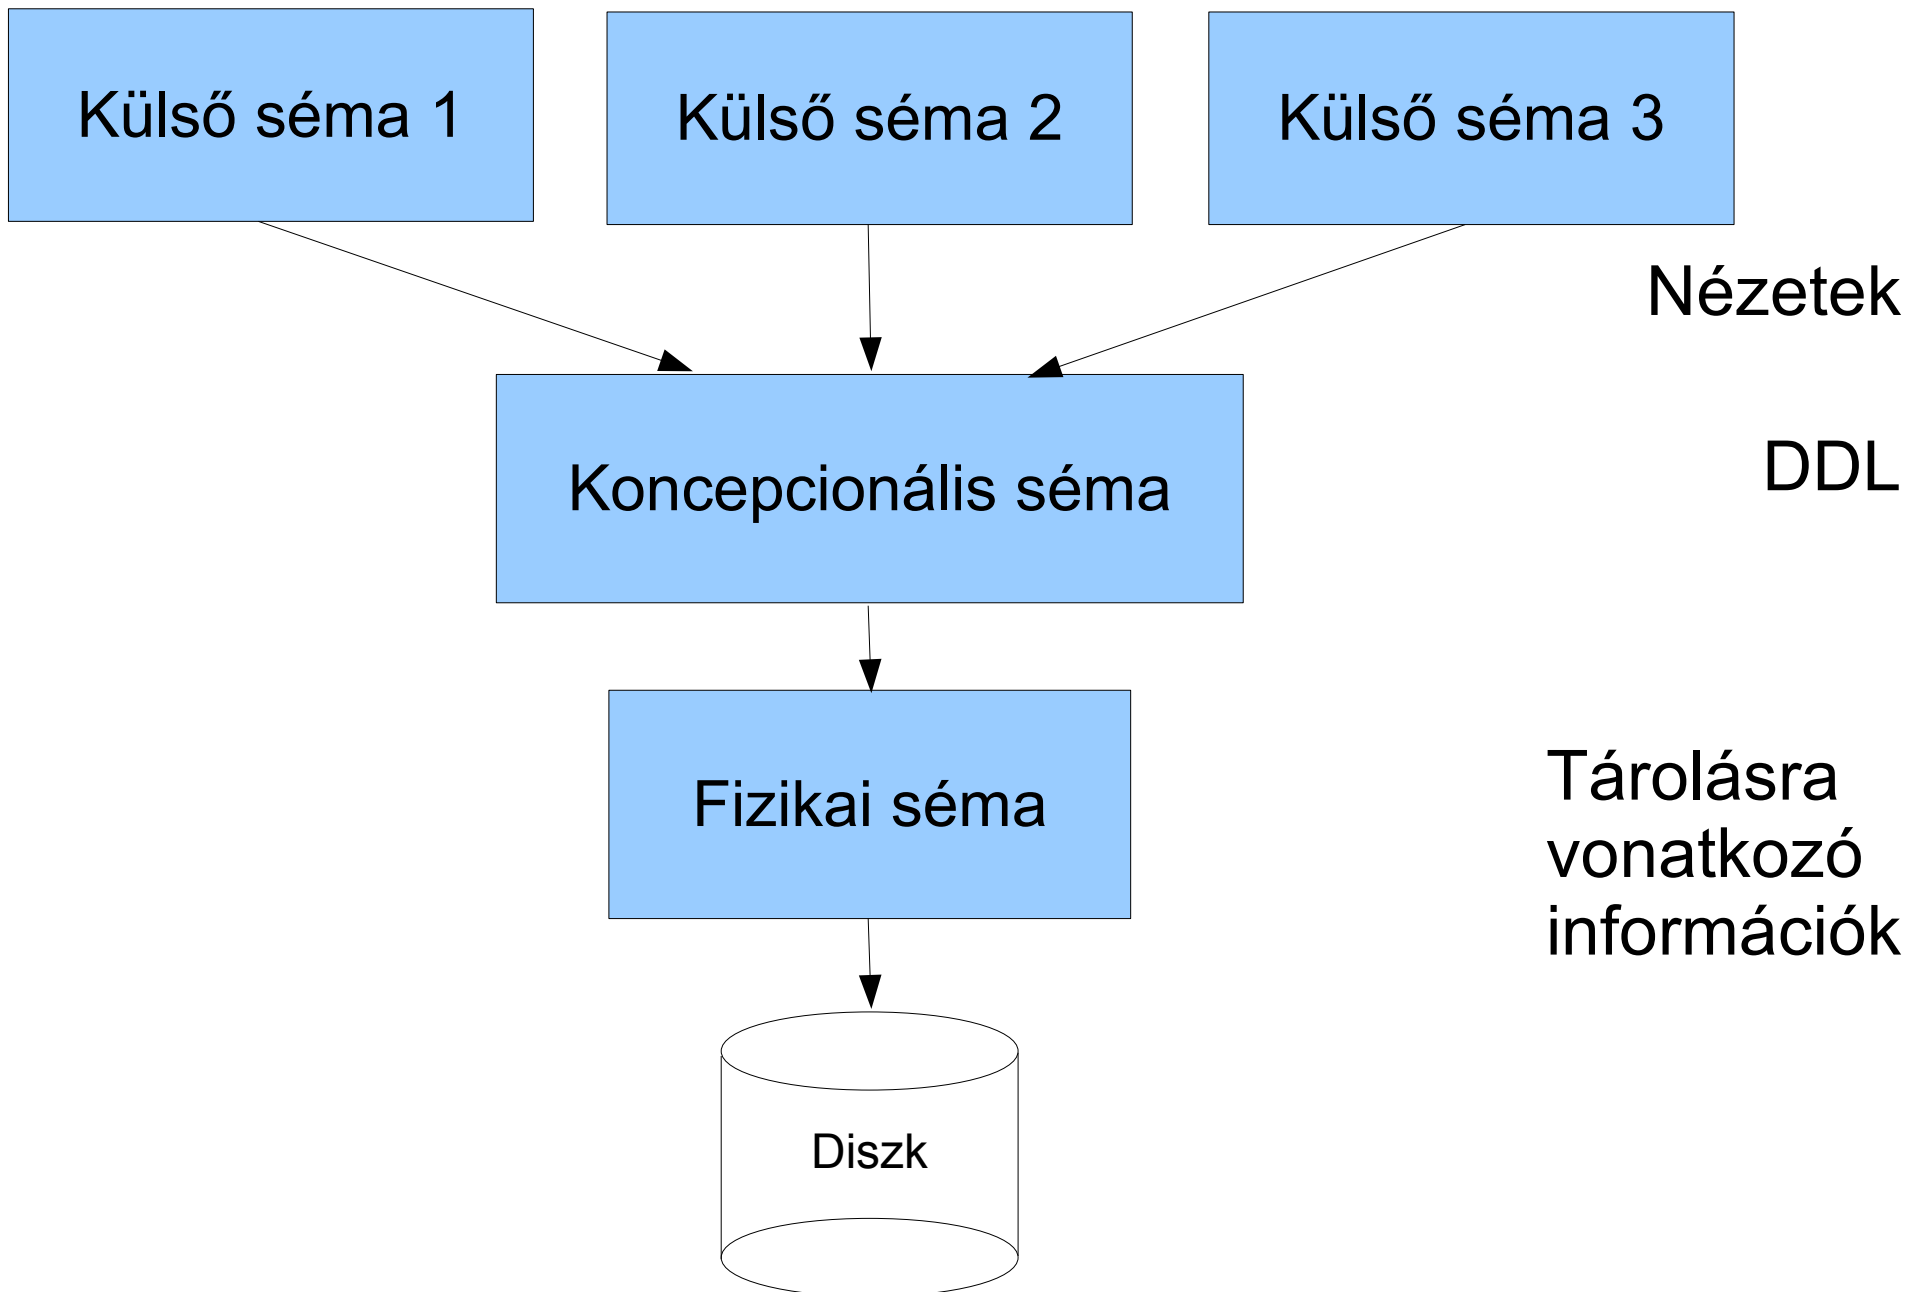 Külső séma 1
Külső séma 2
Külső séma 3
Nézetek
Koncepcionális séma
DDL
Fizikai séma
Tárolásra
vonatkozó
információk
Diszk